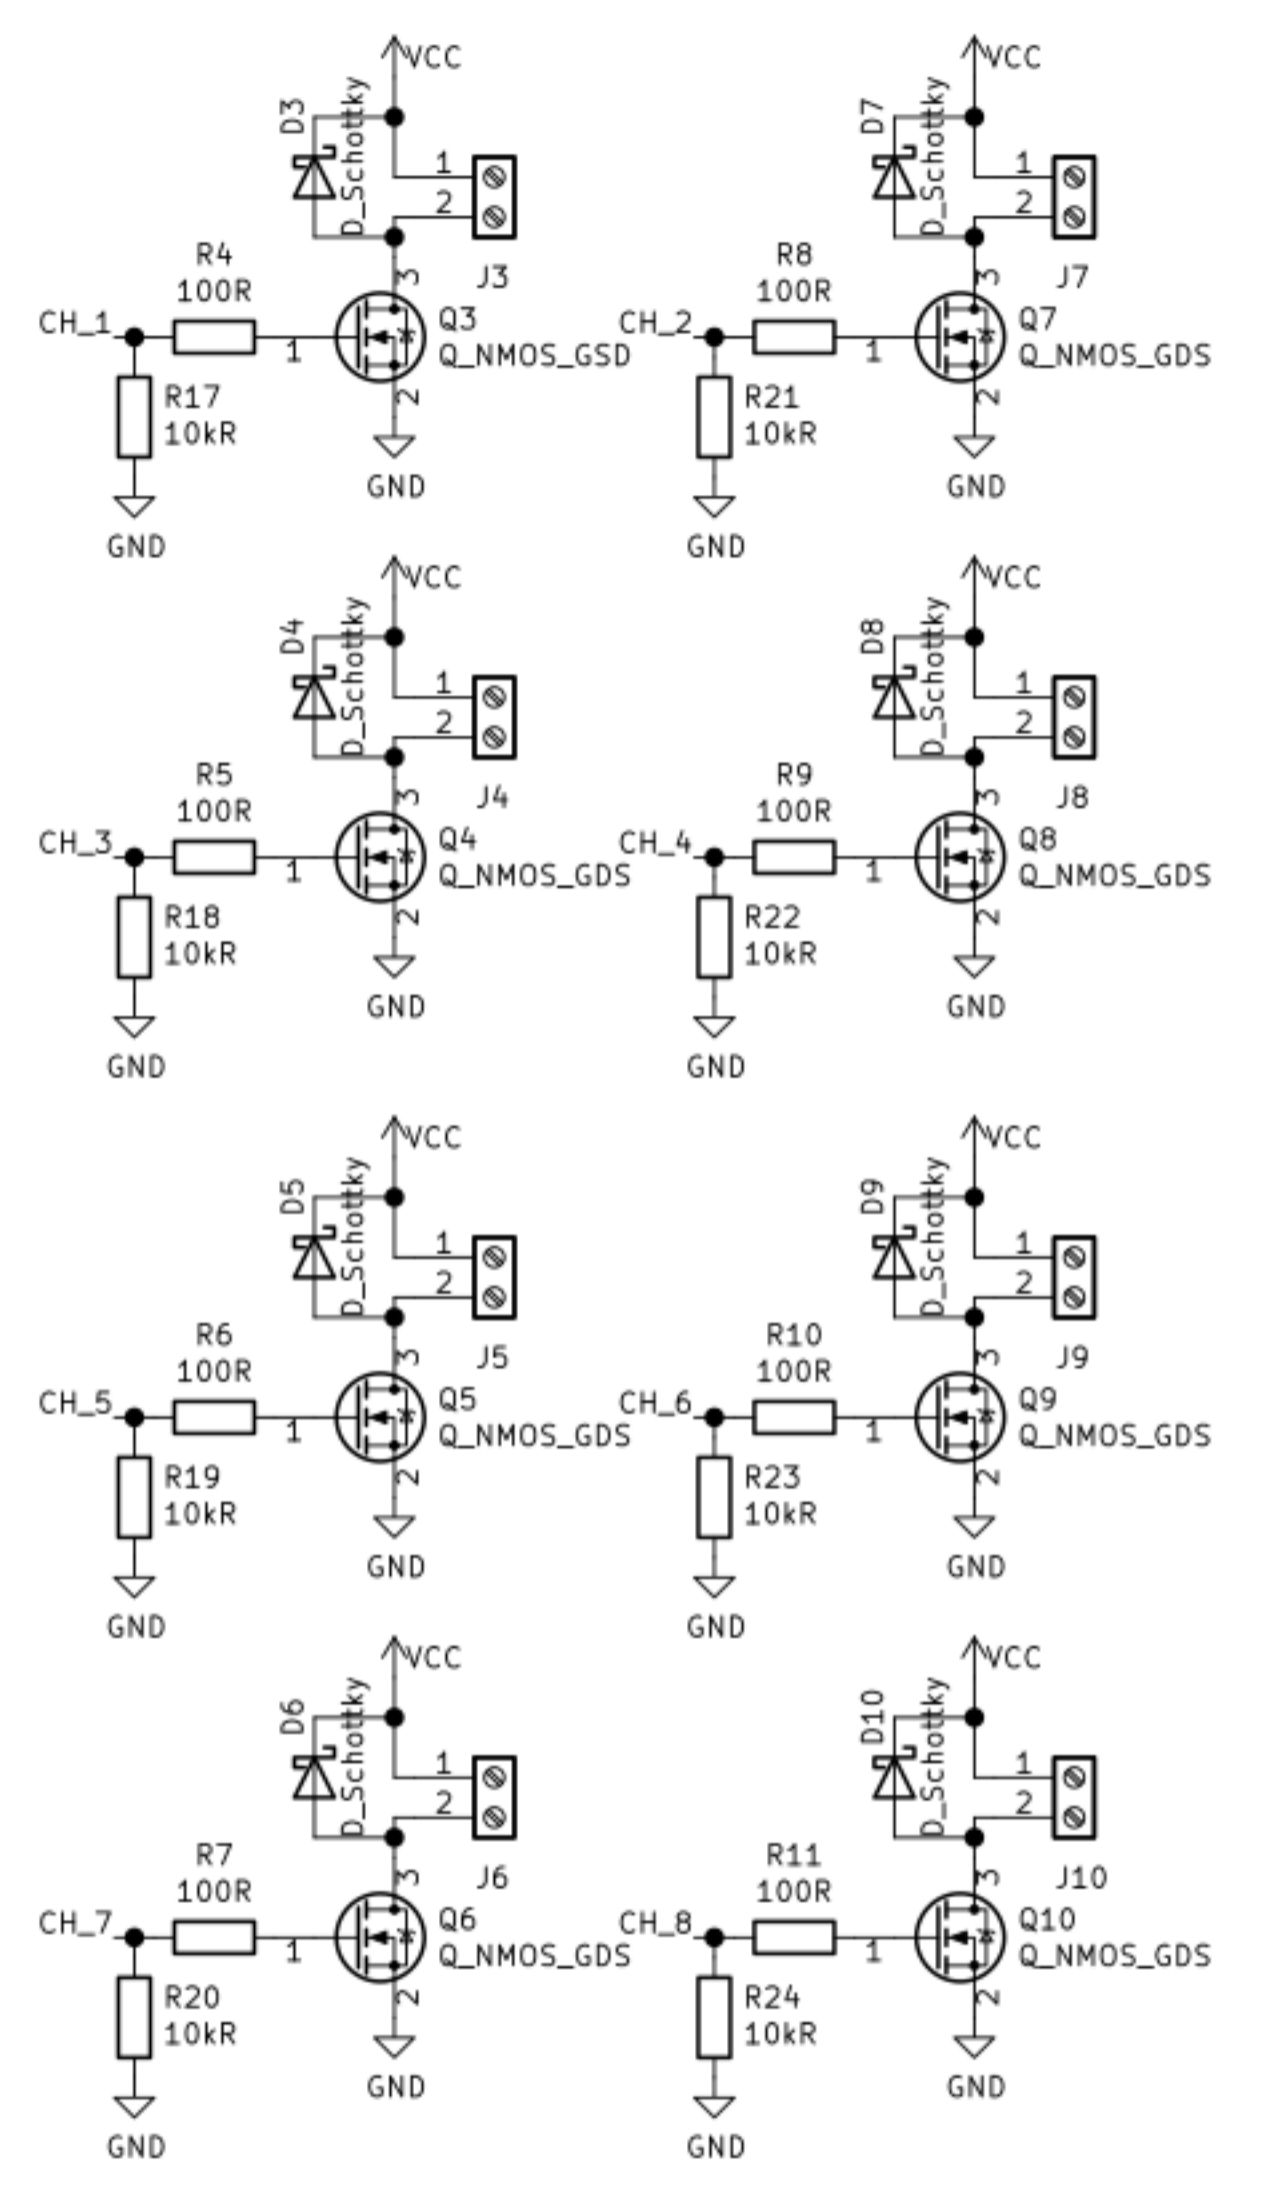 VCC
D3
D_Schottky
1
2
J3
R4
100R
CH_1
1
3
Q3
Q_NMOS_GSD
2
R17
10kR
GND
GND
VCC
D7
D_Schottky
1
2
J7
R8
100R
CH_2
1
3
Q7
Q_NMOS_GDS
2
R21
10kR
GND
GND
VCC
D4
D_Schottky
1
2
J4
R5
100R
CH_3
1
3
Q4
Q_NMOS_GDS
2
R18
10kR
GND
GND
VCC
D8
D_Schottky
1
2
J8
R9
100R
CH_4
1
3
Q8
Q_NMOS_GDS
2
R22
10kR
GND
GND
VCC
D5
D_Schottky
1
2
J5
R6
100R
CH_5
1
3
Q5
Q_NMOS_GDS
2
R19
10kR
GND
GND
VCC
D9
D_Schottky
1
2
J9
R10
100R
CH_6
1
3
Q9
Q_NMOS_GDS
2
R23
10kR
GND
GND
VCC
D6
D_Schottky
1
2
J6
R7
100R
CH_7
1
3
Q6
Q_NMOS_GDS
2
R20
10kR
GND
GND
VCC
D10
D_Schottky
1
2
J10
R11
100R
CH_8
1
3
Q10
Q_NMOS_GDS
2
R24
10kR
GND
GND